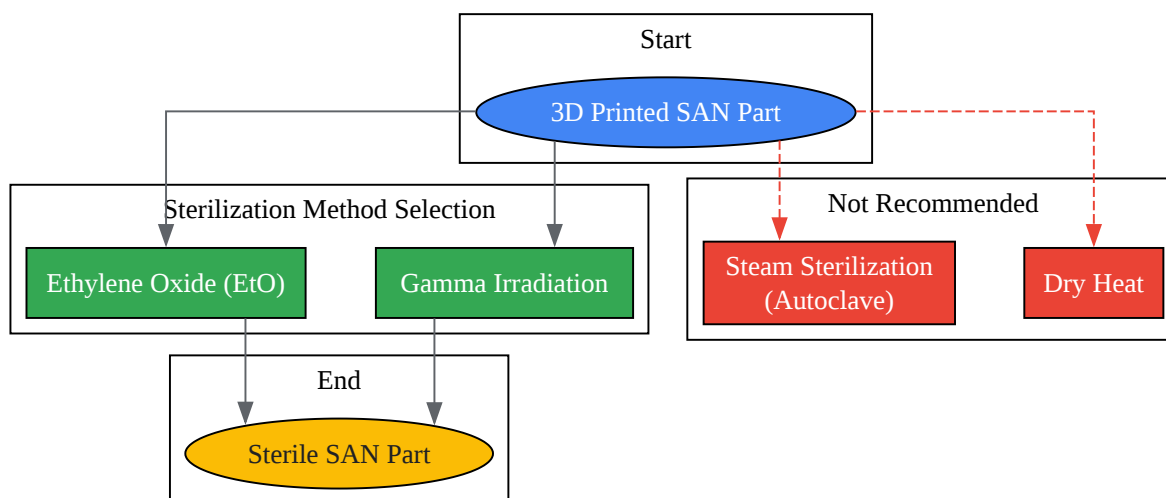 Start
3D Printed SAN Part
Sterilization Method Selection
Ethylene Oxide (EtO)
Gamma Irradiation
Not Recommended
Steam Sterilization
(Autoclave)
Dry Heat
End
Sterile SAN Part